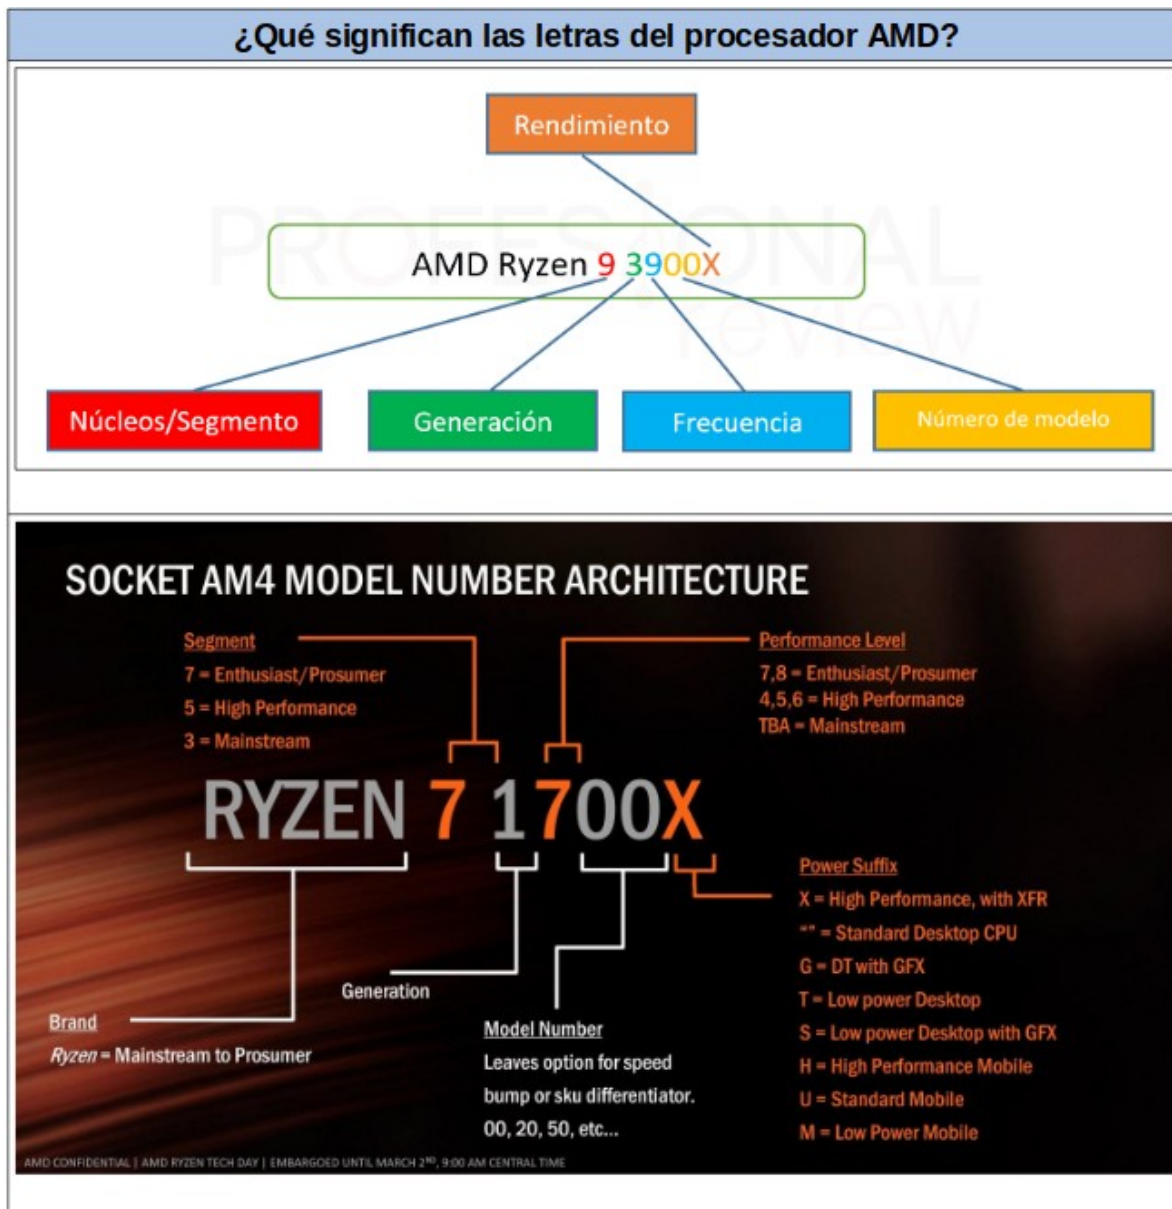 ¿Qué significan las letras del procesador AMD?
Rendimiento
PROFESIONAL
review
AMD Ryzen 9 3900X
Núcleos/Segmento
Generación
Frecuencia
Número de modelo
SOCKET AM4 MODEL NUMBER ARCHITECTURE
Segment
7 = Enthusiast/Prosumer
5 = High Performance
3 = Mainstream
Performance Level
7,8 = Enthusiast/Prosumer
4,5,6 = High Performance
TBA = Mainstream
RYZEN 7 1700X
Brand
Ryzen = Mainstream to Prosumer
Generation
Model Number
Leaves option for speed
bump or sku differentiator.
00, 20, 50, etc...
Power Suffix
X = High Performance, with XFR
“” = Standard Desktop CPU
G = DT with GFX
T = Low power Desktop
S = Low power Desktop with GFX
H = High Performance Mobile
U = Standard Mobile
M = Low Power Mobile
AMD CONFIDENTIAL | AMD RYZEN TECH DAY | EMBARGOED UNTIL MARCH 2ND, 9:00 AM CENTRAL TIME